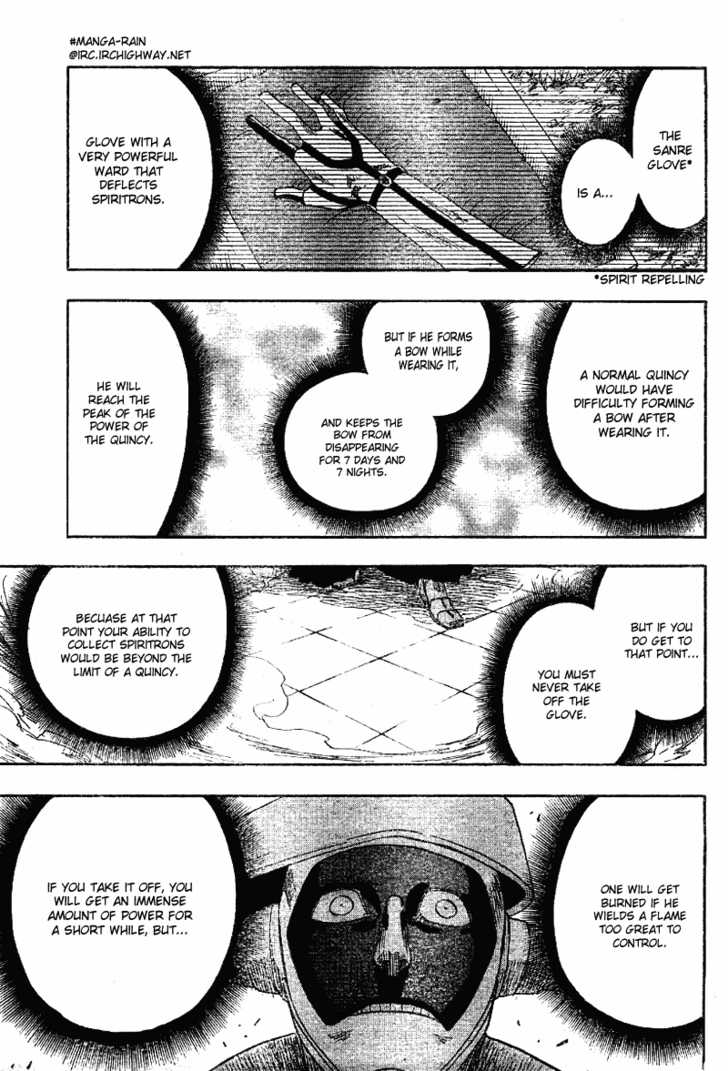 #MANGA-RAIN
@IRC.IRCHIGHWAY.NET
THE
SANRE
GLOVE*
IS A...
GLOVE WITH A
VERY POWERFUL
WARD THAT
DEFLECTS
SPIRITRONS.
*SPIRIT REPELLING
A NORMAL QUINCY
WOULD HAVE
DIFFICULTY FORMING
A BOW AFTER
WEARING IT.
BUT IF HE FORMS
A BOW WHILE
WEARING IT,
AND KEEPS THE
BOW FROM
DISAPPEARING
FOR 7 DAYS AND
7 NIGHTS.
HE WILL
REACH THE
PEAK OF THE
POWER OF
THE QUINCY.
BUT IF YOU
DO GET TO
THAT POINT...
YOU MUST
NEVER TAKE
OFF THE
GLOVE.
BECUASE AT THAT
POINT YOUR ABILITY TO
COLLECT SPIRITRONS
WOULD BE BEYOND THE
LIMIT OF A QUINCY.
ONE WILL GET
BURNED IF HE
WIELDS A FLAME
TOO GREAT TO
CONTROL.
IF YOU TAKE IT OFF, YOU
WILL GET AN IMMENSE
AMOUNT OF POWER FOR
A SHORT WHILE, BUT...